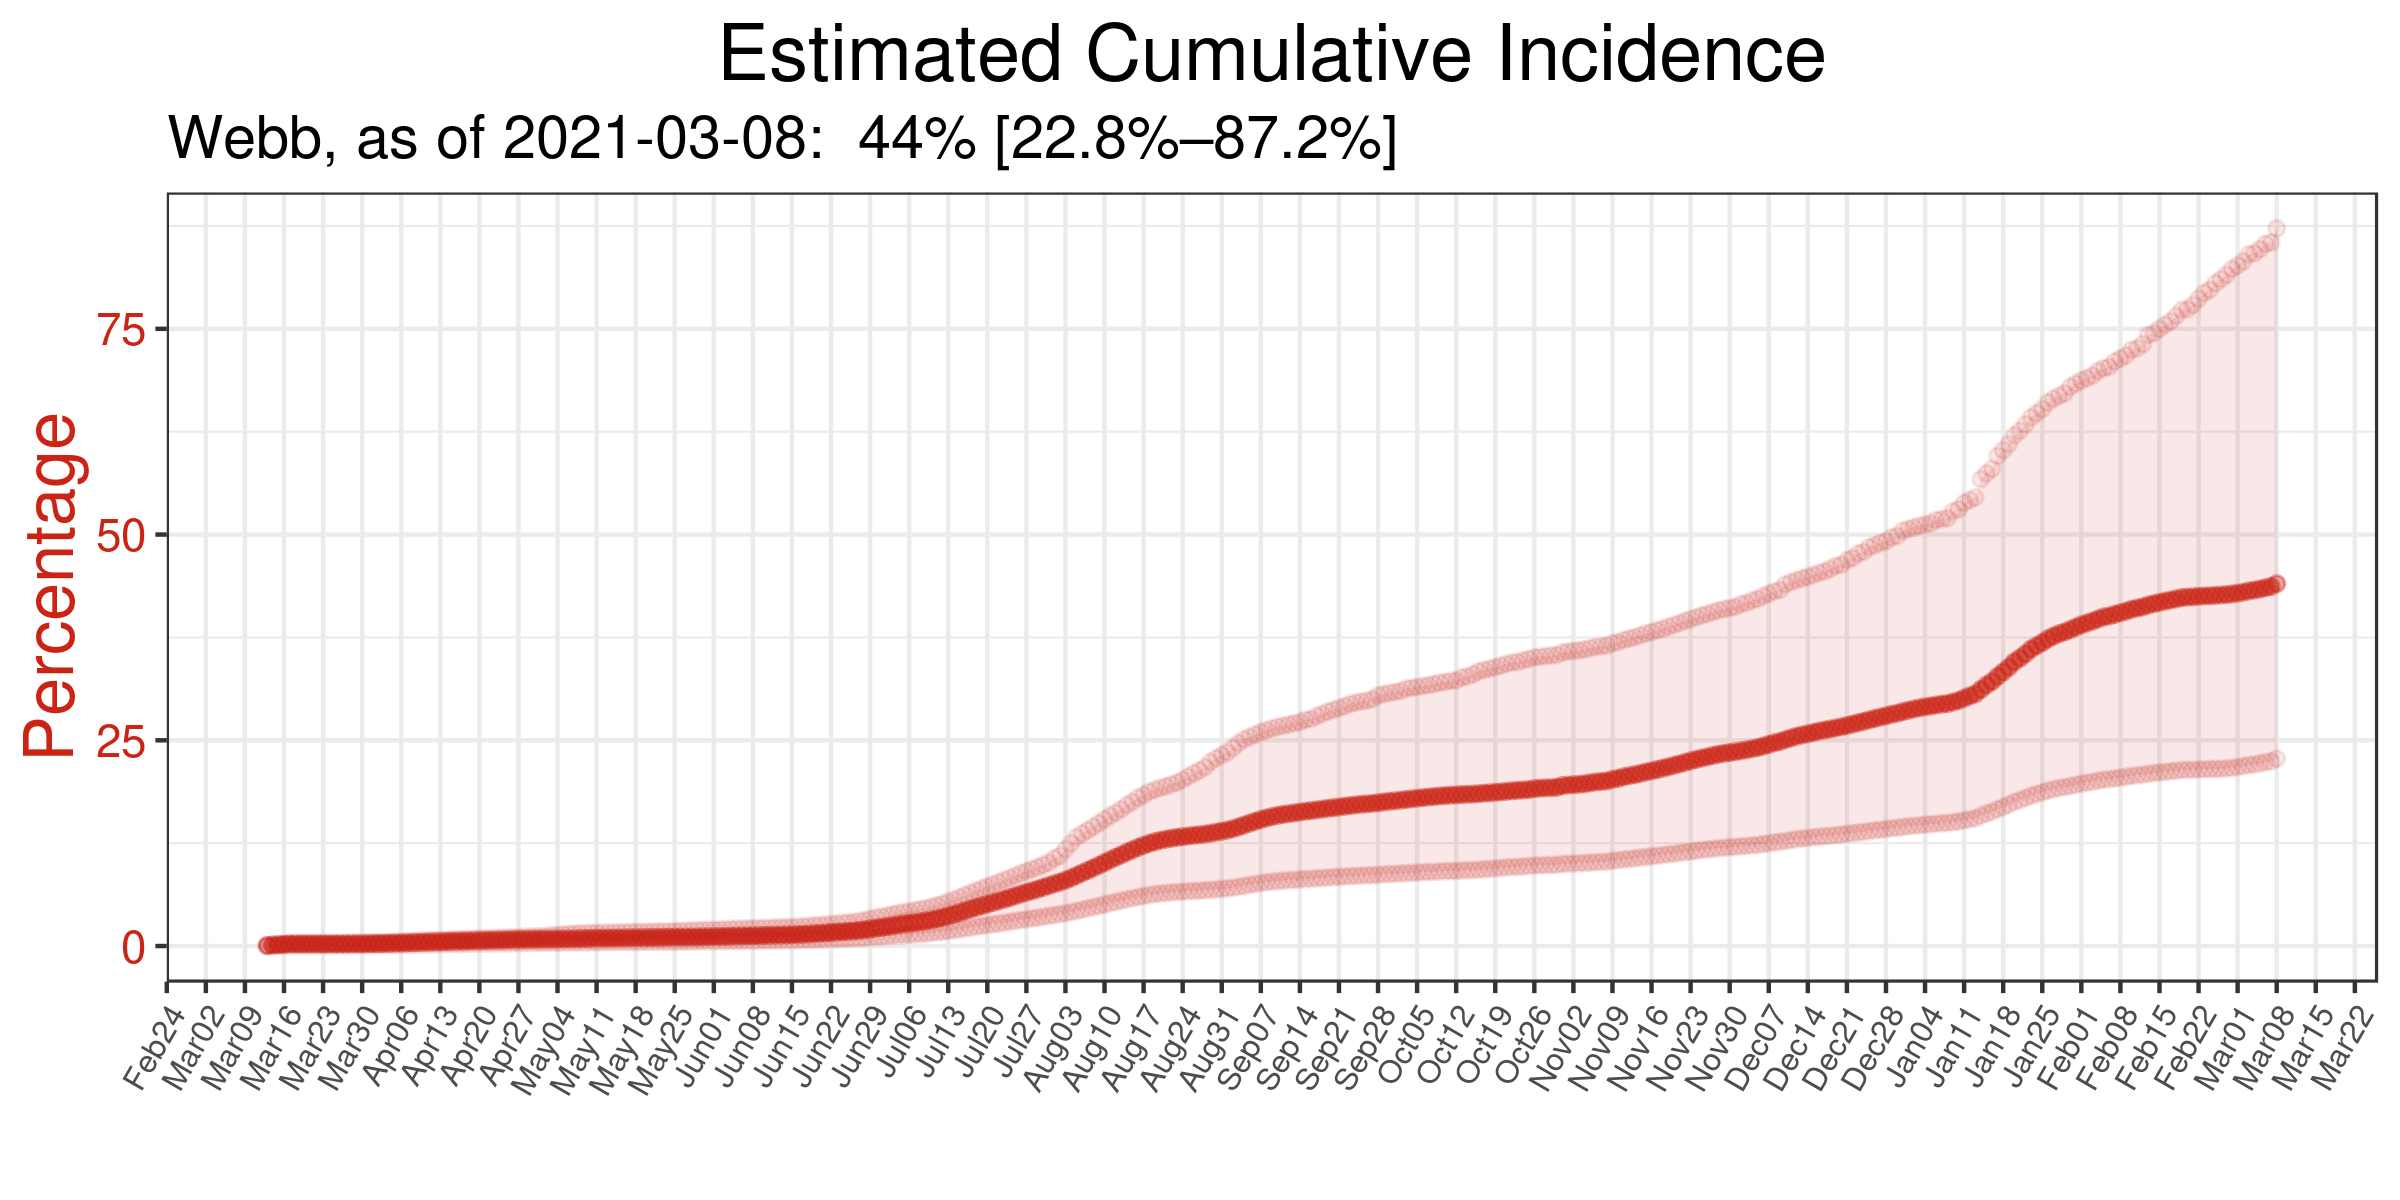 Estimated Cumulative Incidence
Webb, as of 2021-03-08:  44% [22.8%–87.2%]
Percentage
75
50
25
0
Feb24
Mar02
Mar09
Mar16
Mar23
Mar30
Apr06
Apr13
Apr20
Apr27
May04
May11
May18
May25
Jun01
Jun08
Jun15
Jun22
Jun29
Jul06
Jul13
Jul20
Jul27
Aug03
Aug10
Aug17
Aug24
Aug31
Sep07
Sep14
Sep21
Sep28
Oct05
Oct12
Oct19
Oct26
Nov02
Nov09
Nov16
Nov23
Nov30
Dec07
Dec14
Dec21
Dec28
Jan04
Jan11
Jan18
Jan25
Feb01
Feb08
Feb15
Feb22
Mar01
Mar08
Mar15
Mar22